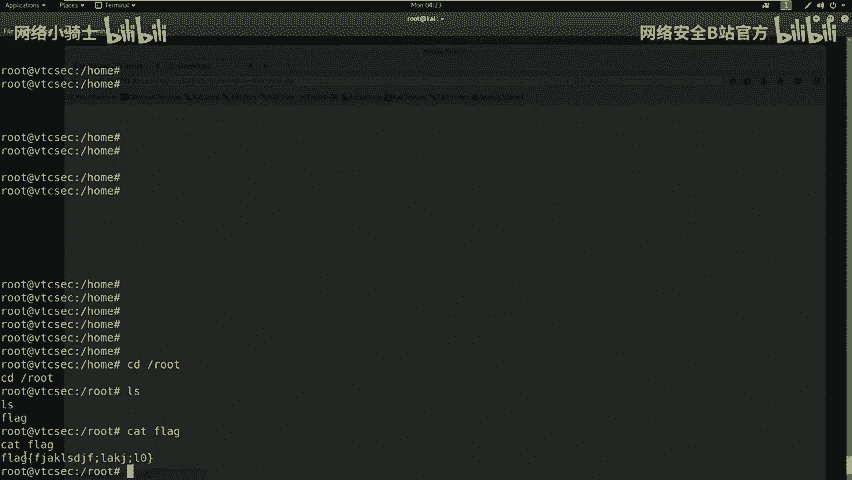 Applications Places Terminal Mon 04:23 1
root@kali: ~
网络小骑士 bilibili 网络安全B站官方 bilibili
root@vtcsec:/home#
root@vtcsec:/home#
root@vtcsec:/home#
root@vtcsec:/home#
root@vtcsec:/home#
root@vtcsec:/home#
root@vtcsec:/home#
root@vtcsec:/home#
root@vtcsec:/home#
root@vtcsec:/home#
root@vtcsec:/home#
root@vtcsec:/home#
root@vtcsec:/home# cd /root
cd /root
root@vtcsec:/root# ls
ls
flag
root@vtcsec:/root# cat flag
cat flag
flag{fjaklsdjf;lakj;l0}
root@vtcsec:/root#